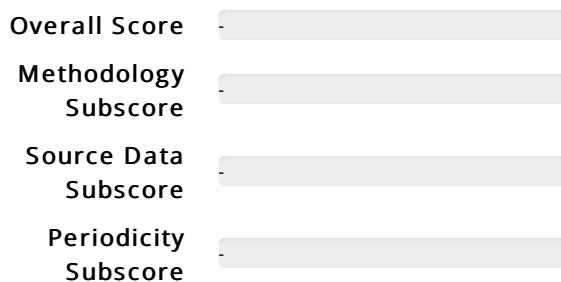 Overall Score -
Methodology
Subscore -
Source Data
Subscore -
Periodicity
Subscore -